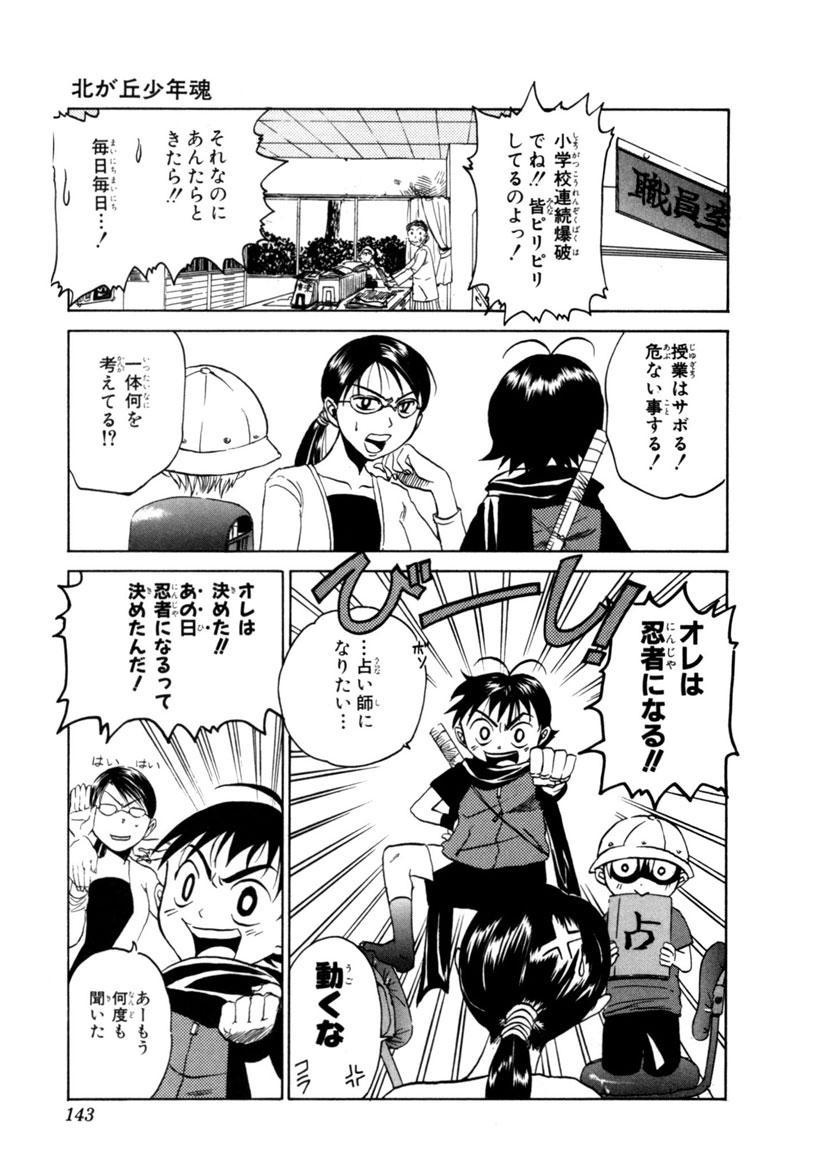 北が丘少年魂
職員室
小学校連続爆破
でね!!皆ピリピリ
してるのよっ!
それなのに
あんたらと
きたら!!
毎日毎日…!
授業はサボる!
危ない事する!
一体何を
考えてる!?
オレは
忍者になる!!
びーしっ
…占い師に
なりたい…
ボソ
占
動くな
コラ
オレは
決めた!!
あの日
忍者になるって
決めたんだ!
はい
はい
あーもう
何度も
聞いた
143